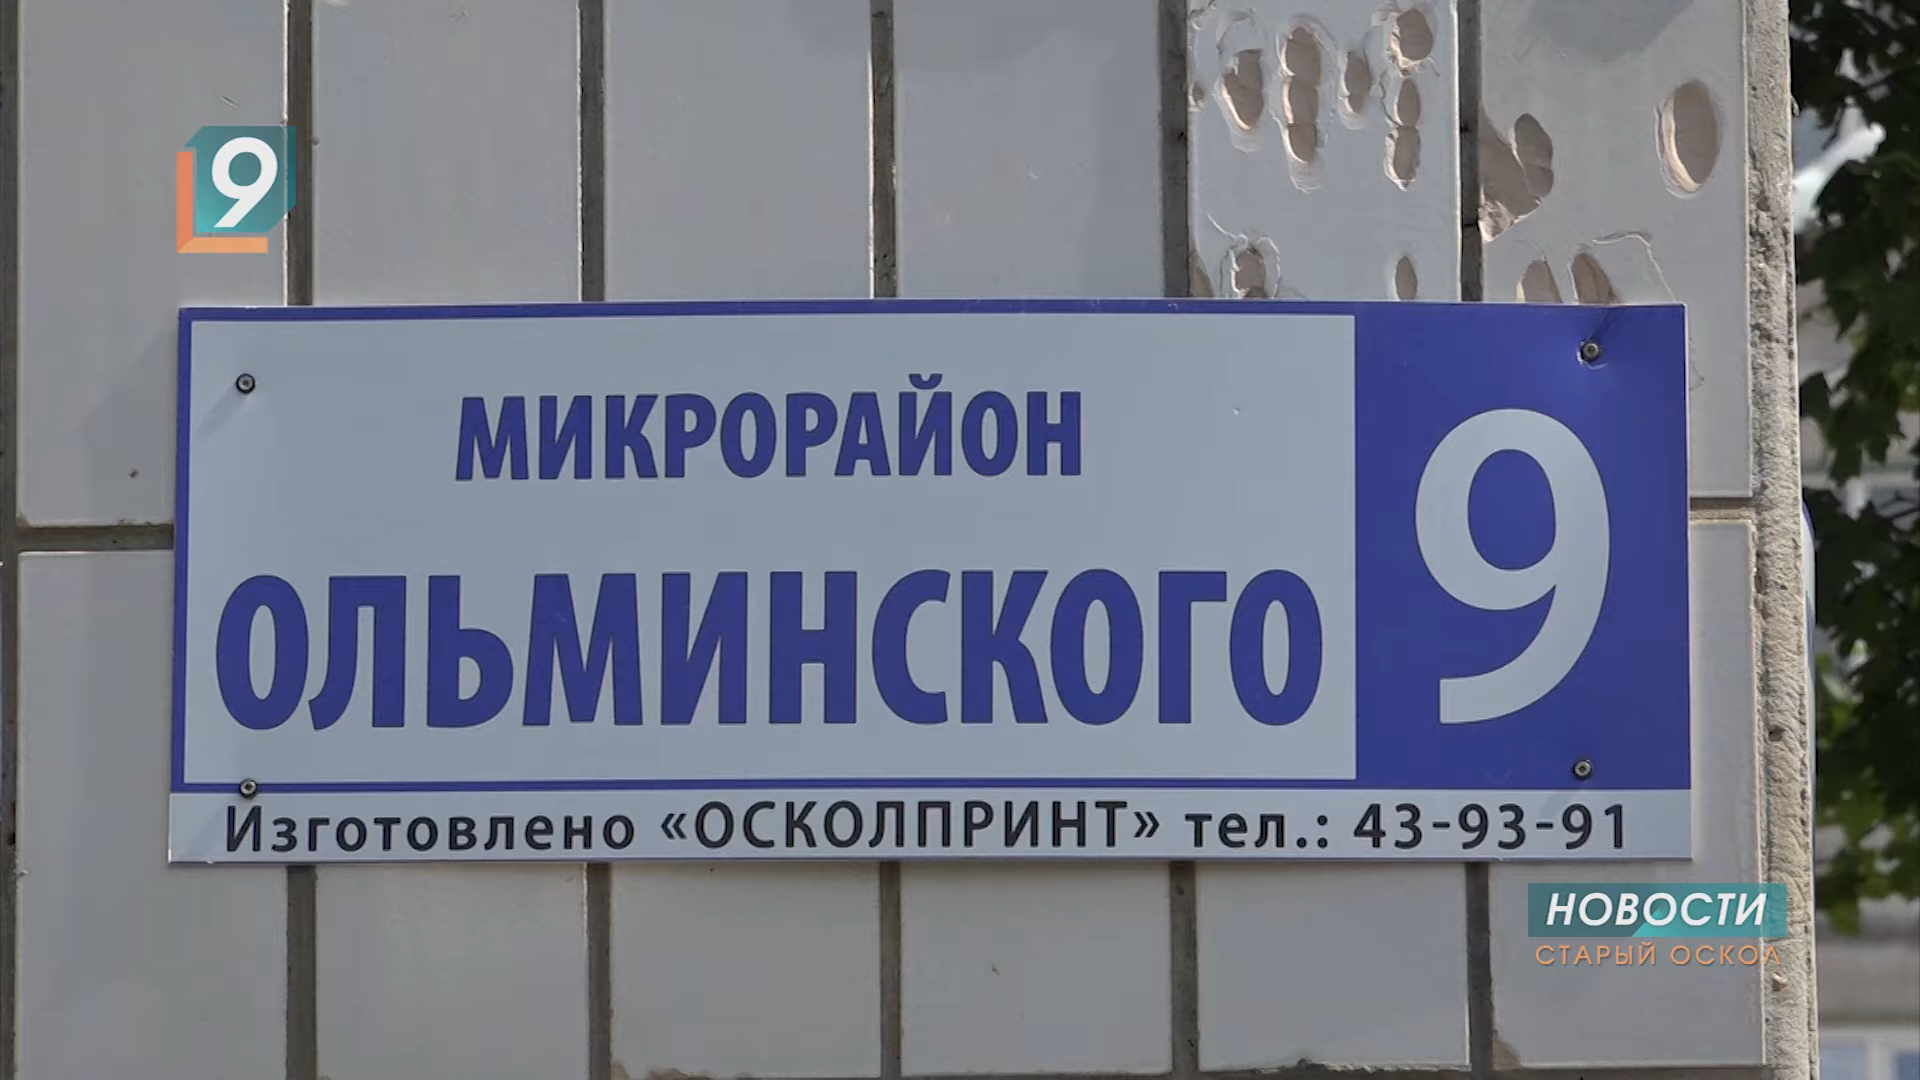 9
МИКРОРАЙОН
ОЛЬМИНСКОГО
9
Изготовлено «ОСКОЛПРИНТ» тел.: 43-93-91
НОВОСТИ
СТАРЫЙ ОСКОЛ